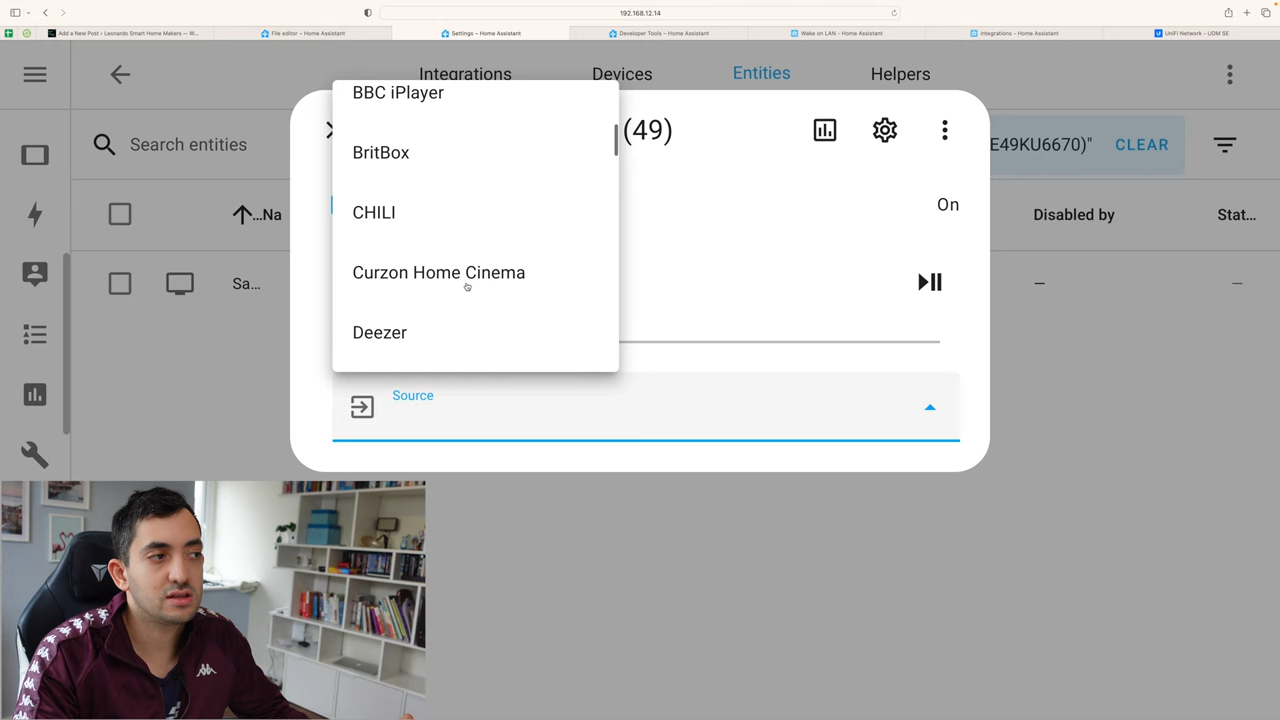 192.168.12.14
Add a New Post ‹ Leonardo Smart Home Makers — W...
File editor – Home Assistant
Settings – Home Assistant
Developer Tools – Home Assistant
Wake on LAN - Home Assistant
Integrations - Home Assistant
UniFi Network - UDM SE
Integrations
Devices
Entities
Helpers
BBC iPlayer
BritBox
CHILI
Curzon Home Cinema
Deezer
(49)
Search entities
E49KU6670)"
CLEAR
...Na
On
Disabled by
Stat...
Sa...
–
–
Source